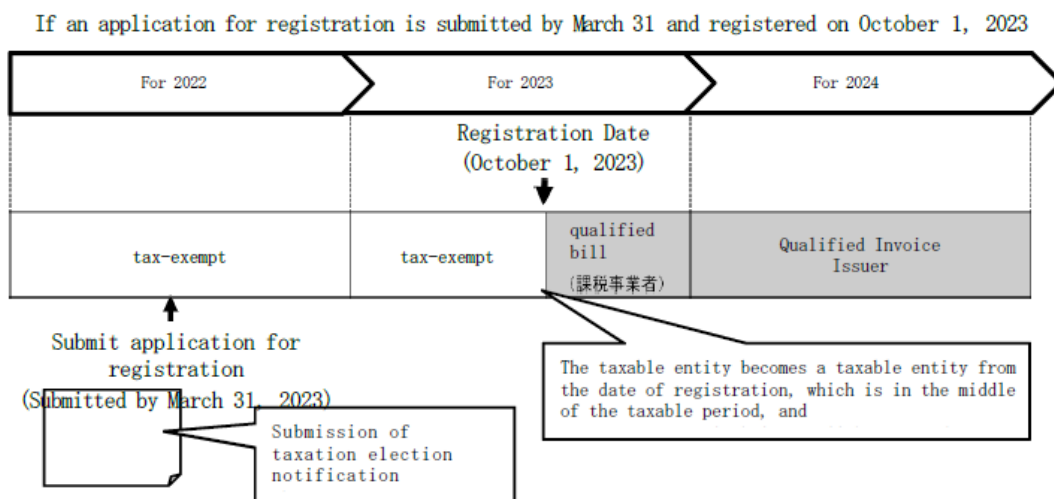 If an application for registration is submitted by March 31 and registered on October 1, 2023
For 2022
For 2023
For 2024
Registration Date
(October 1, 2023)
tax-exempt
tax-exempt
qualified
bill
(課税事業者)
Qualified Invoice
Issuer
Submit application for
registration
(Submitted by March 31, 2023)
Submission of
taxation election
notification
The taxable entity becomes a taxable entity from
the date of registration, which is in the middle
of the taxable period, and